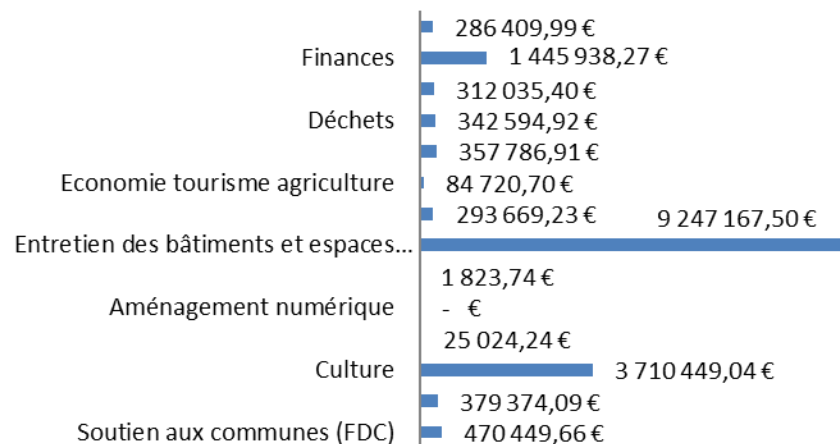 286 409,99 €
Finances 1 445 938,27 €
312 035,40 €
Déchets 342 594,92 €
357 786,91 €
Economie tourisme agriculture 84 720,70 €
293 669,23 €
9 247 167,50 €
Entretien des bâtiments et espaces...
1 823,74 €
Aménagement numérique - €
25 024,24 €
Culture 3 710 449,04 €
379 374,09 €
Soutien aux communes (FDC) 470 449,66 €